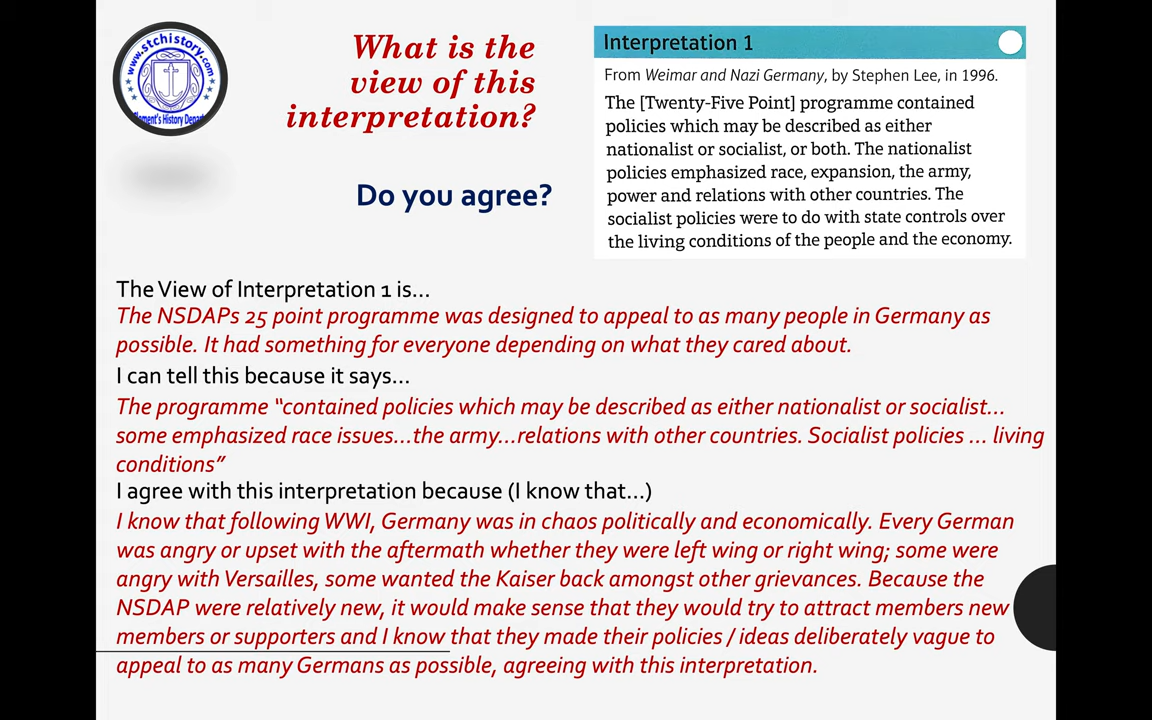 www.stchistory.com
What is the
view of this
interpretation?
Do you agree?
Interpretation 1
From Weimar and Nazi Germany, by Stephen Lee, in 1996.
The [Twenty-Five Point] programme contained
policies which may be described as either
nationalist or socialist, or both. The nationalist
policies emphasized race, expansion, the army,
power and relations with other countries. The
socialist policies were to do with state controls over
the living conditions of the people and the economy.
The View of Interpretation 1 is...
The NSDAPs 25 point programme was designed to appeal to as many people in Germany as
possible. It had something for everyone depending on what they cared about.
I can tell this because it says...
The programme “contained policies which may be described as either nationalist or socialist...
some emphasized race issues...the army...relations with other countries. Socialist policies ... living
conditions”
I agree with this interpretation because (I know that...)
I know that following WWI, Germany was in chaos politically and economically. Every German
was angry or upset with the aftermath whether they were left wing or right wing; some were
angry with Versailles, some wanted the Kaiser back amongst other grievances. Because the
NSDAP were relatively new, it would make sense that they would try to attract members new
members or supporters and I know that they made their policies / ideas deliberately vague to
appeal to as many Germans as possible, agreeing with this interpretation.